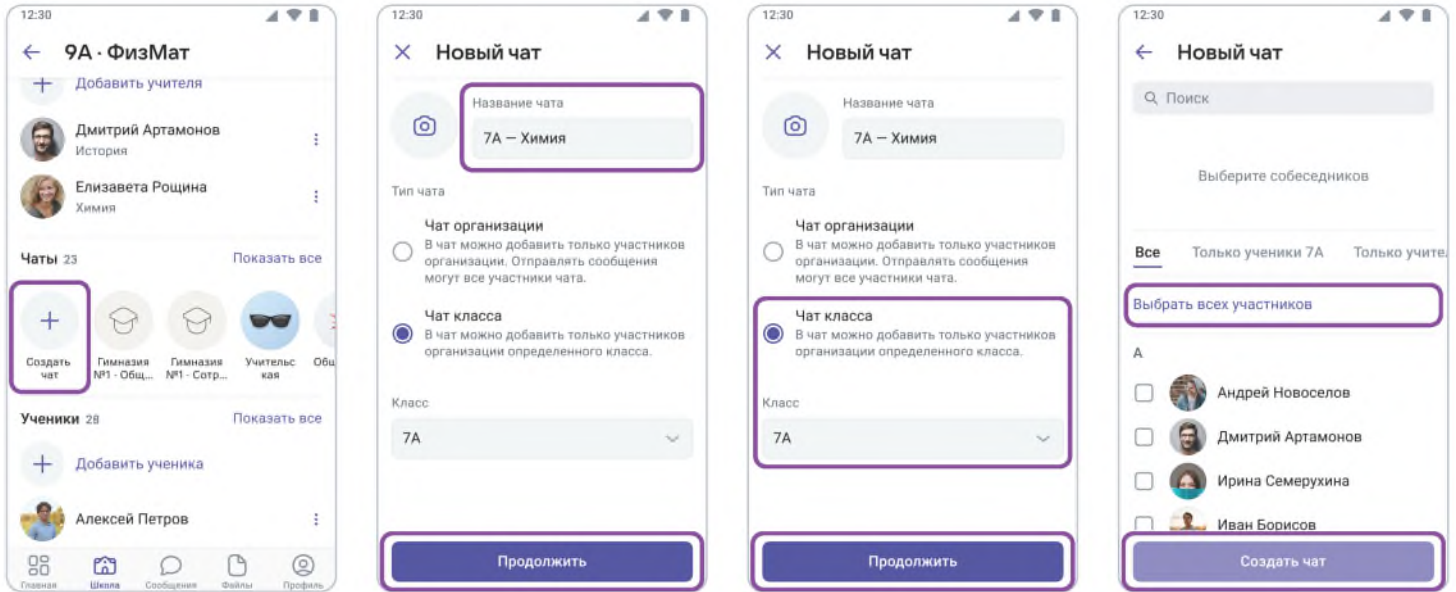 12:30
9А · ФизМат
Добавить учителя
Дмитрий Артамонов
История
Елизавета Рощина
Химия
Чаты 23
Показать все
Создать
чат
Гимназия
№1 - Общ...
Гимназия
№1 - Сотр...
Учительс
кая
Общ
Ученики 28
Показать все
Добавить ученика
Алексей Петров
Главная
Школа
Сообщения
Файлы
Профиль
12:30
Новый чат
Название чата
7А — Химия
Тип чата
Чат организации
В чат можно добавить только участников
организации. Отправлять сообщения
могут все участники чата.
Чат класса
В чат можно добавить только участников
организации определенного класса.
Класс
7А
Продолжить
12:30
Новый чат
Название чата
7А — Химия
Тип чата
Чат организации
В чат можно добавить только участников
организации. Отправлять сообщения
могут все участники чата.
Чат класса
В чат можно добавить только участников
организации определенного класса.
Класс
7А
Продолжить
12:30
Новый чат
Поиск
Выберите собеседников
Все
Только ученики 7А
Только учите
Выбрать всех участников
А
Андрей Новоселов
Дмитрий Артамонов
Ирина Семерухина
Иван Борисов
Создать чат